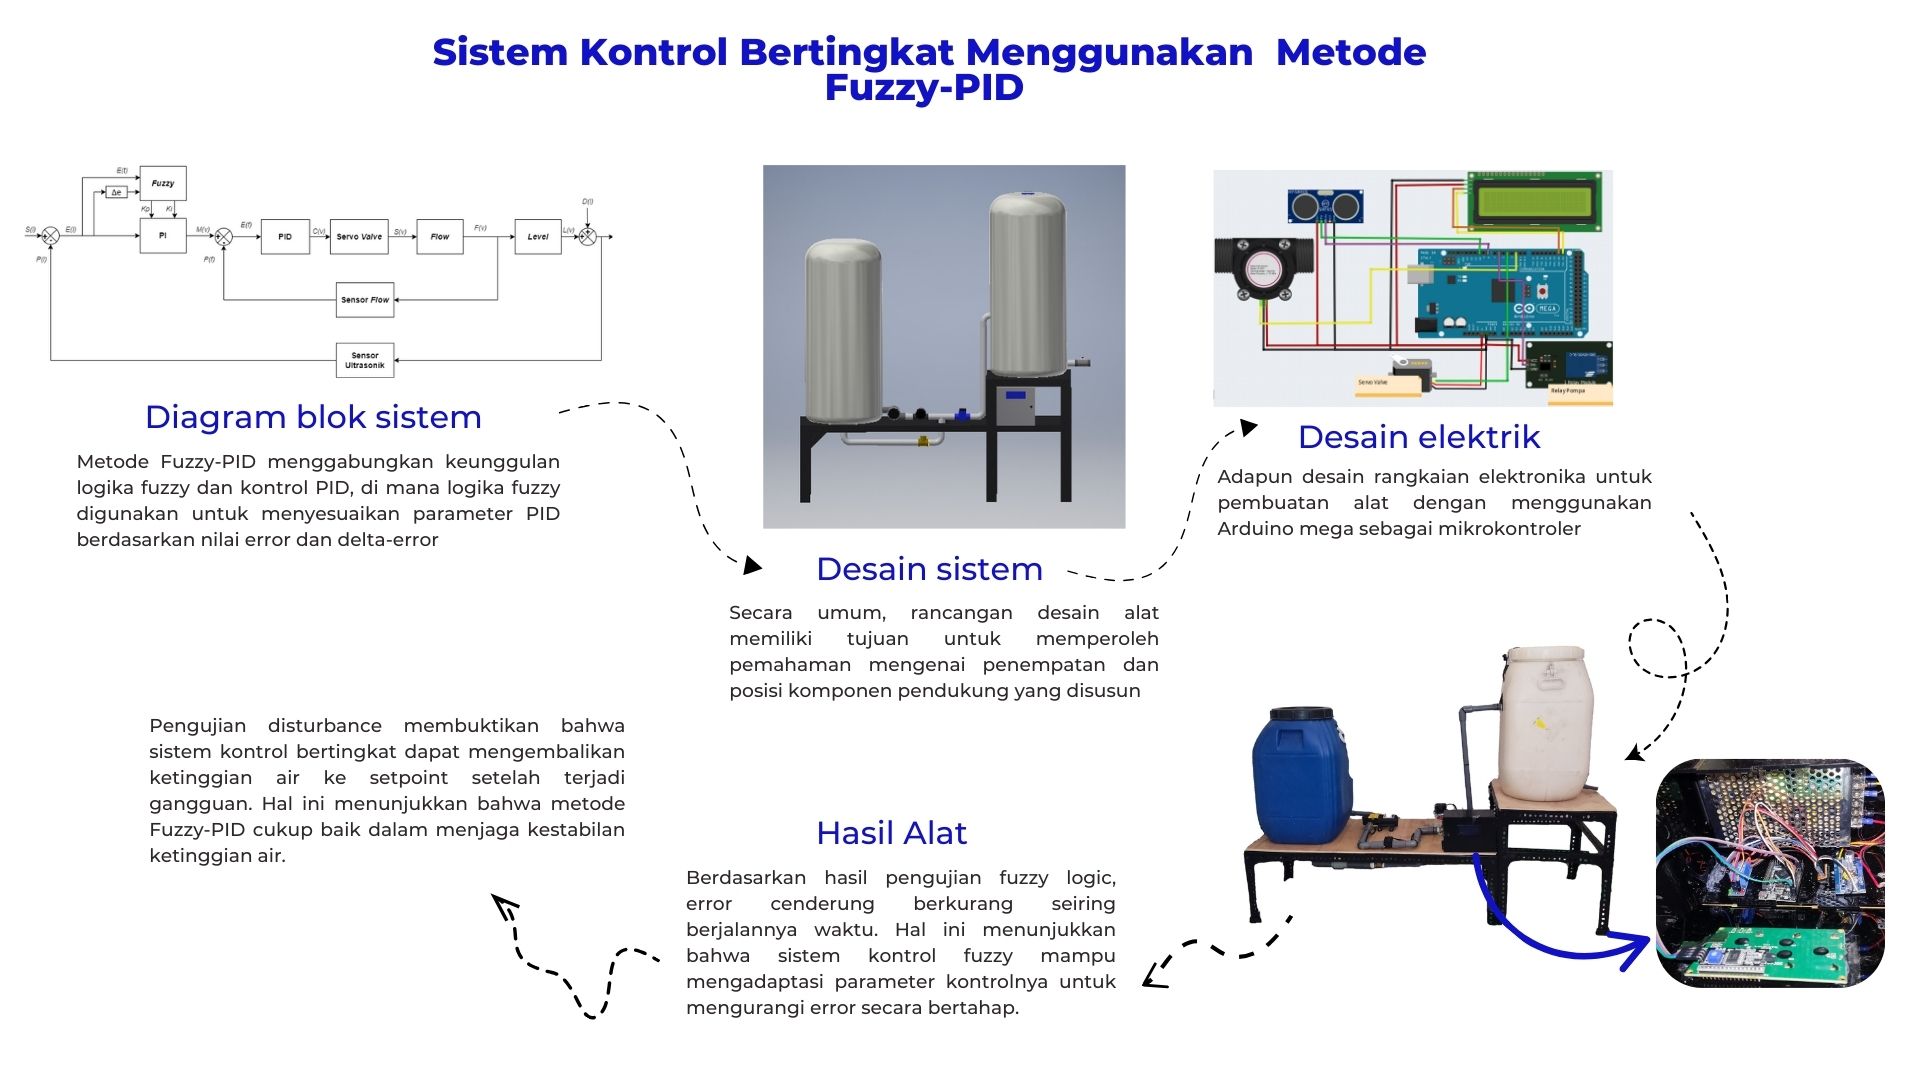 Sistem Kontrol Bertingkat Menggunakan Metode
Fuzzy-PID
E(t)
Fuzzy
Δe
Kp
Ki
S(t)
E(t)
PI
M(v)
E(t)
PID
C(v)
Servo Valve
S(v)
Flow
F(v)
Level
L(v)
D(t)
P(t)
P(t)
Sensor Flow
Sensor
Ultrasonik
Diagram blok sistem
Metode Fuzzy-PID menggabungkan keunggulan
logika fuzzy dan kontrol PID, di mana logika fuzzy
digunakan untuk menyesuaikan parameter PID
berdasarkan nilai error dan delta-error
Desain sistem
Secara umum, rancangan desain alat
memiliki tujuan untuk memperoleh
pemahaman mengenai penempatan dan
posisi komponen pendukung yang disusun
MEGA
Servo Valve
Relay Pompa
Desain elektrik
Adapun desain rangkaian elektronika untuk
pembuatan alat dengan menggunakan
Arduino mega sebagai mikrokontroler
Hasil Alat
Berdasarkan hasil pengujian fuzzy logic,
error cenderung berkurang seiring
berjalannya waktu. Hal ini menunjukkan
bahwa sistem kontrol fuzzy mampu
mengadaptasi parameter kontrolnya untuk
mengurangi error secara bertahap.
Pengujian disturbance membuktikan bahwa
sistem kontrol bertingkat dapat mengembalikan
ketinggian air ke setpoint setelah terjadi
gangguan. Hal ini menunjukkan bahwa metode
Fuzzy-PID cukup baik dalam menjaga kestabilan
ketinggian air.